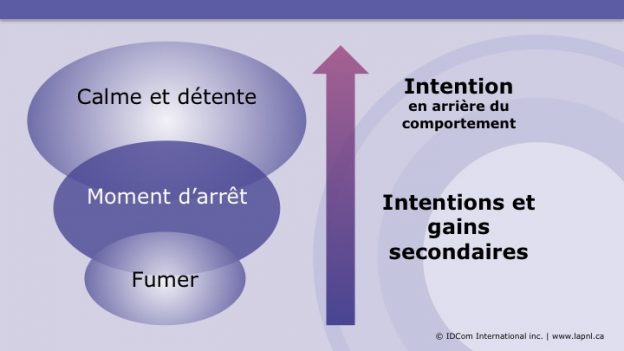 Calme et détente
Moment d'arrêt
Fumer
Intention
en arrière du
comportement
Intentions et
gains
secondaires
© IDCom International inc. | www.lapnl.ca